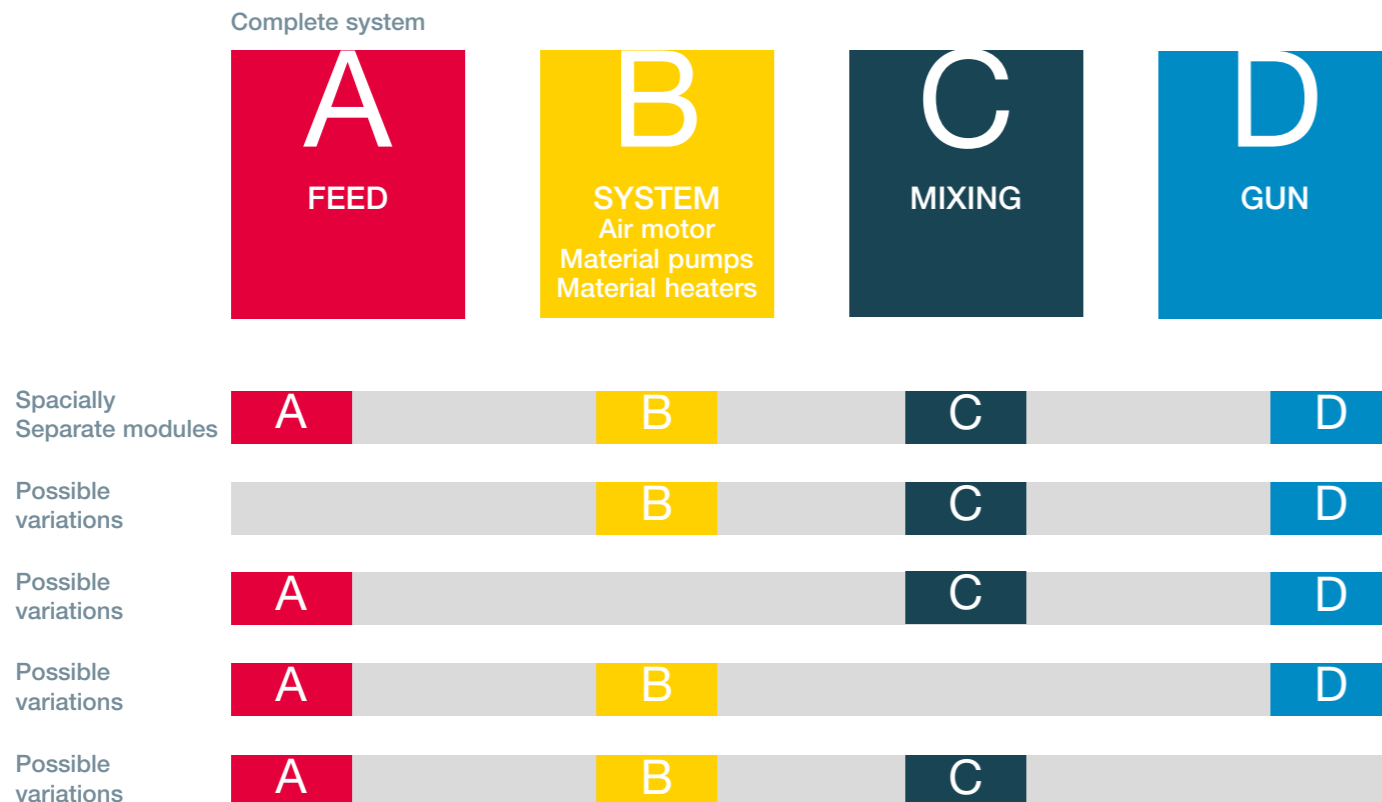 Complete system
A
FEED
B
SYSTEM
Air motor
Material pumps
Material heaters
C
MIXING
D
GUN
Spacially
Separate modules
A B C D
Possible
variations
B C D
Possible
variations
A C D
Possible
variations
A B D
Possible
variations
A B C